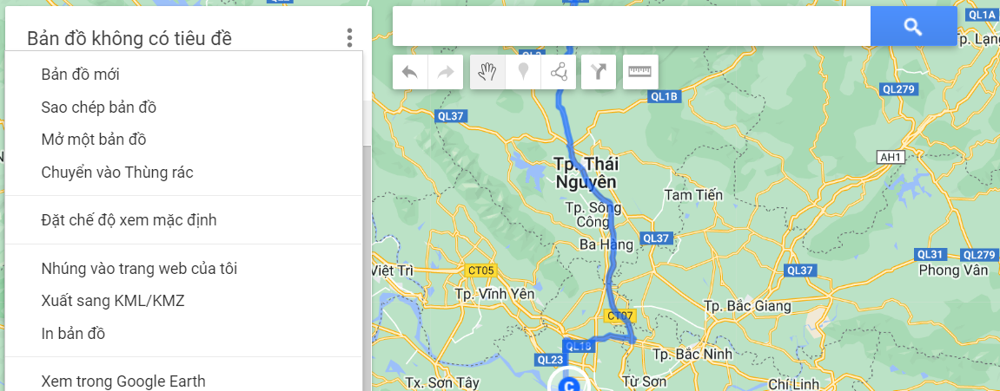 Bản đồ không có tiêu đề
Bản đồ mới
Sao chép bản đồ
Mở một bản đồ
Chuyển vào Thùng rác
Đặt chế độ xem mặc định
Nhúng vào trang web của tôi
Xuất sang KML/KMZ
In bản đồ
Xem trong Google Earth
QL1A
QL279
QL1B
QL37
AH1
Tp. Thái
Nguyên
Tam Tiến
Tp. Sông
Công
Ba Hàng
QL37
QL31
QL279
Phong Vân
QL37
Việt Trì
CT05
Tp. Vĩnh Yên
Tp. Bắc Giang
CT07
QL18
QL23
Tp. Bắc Ninh
Tx. Sơn Tây
C
Từ Sơn
Chí Linh